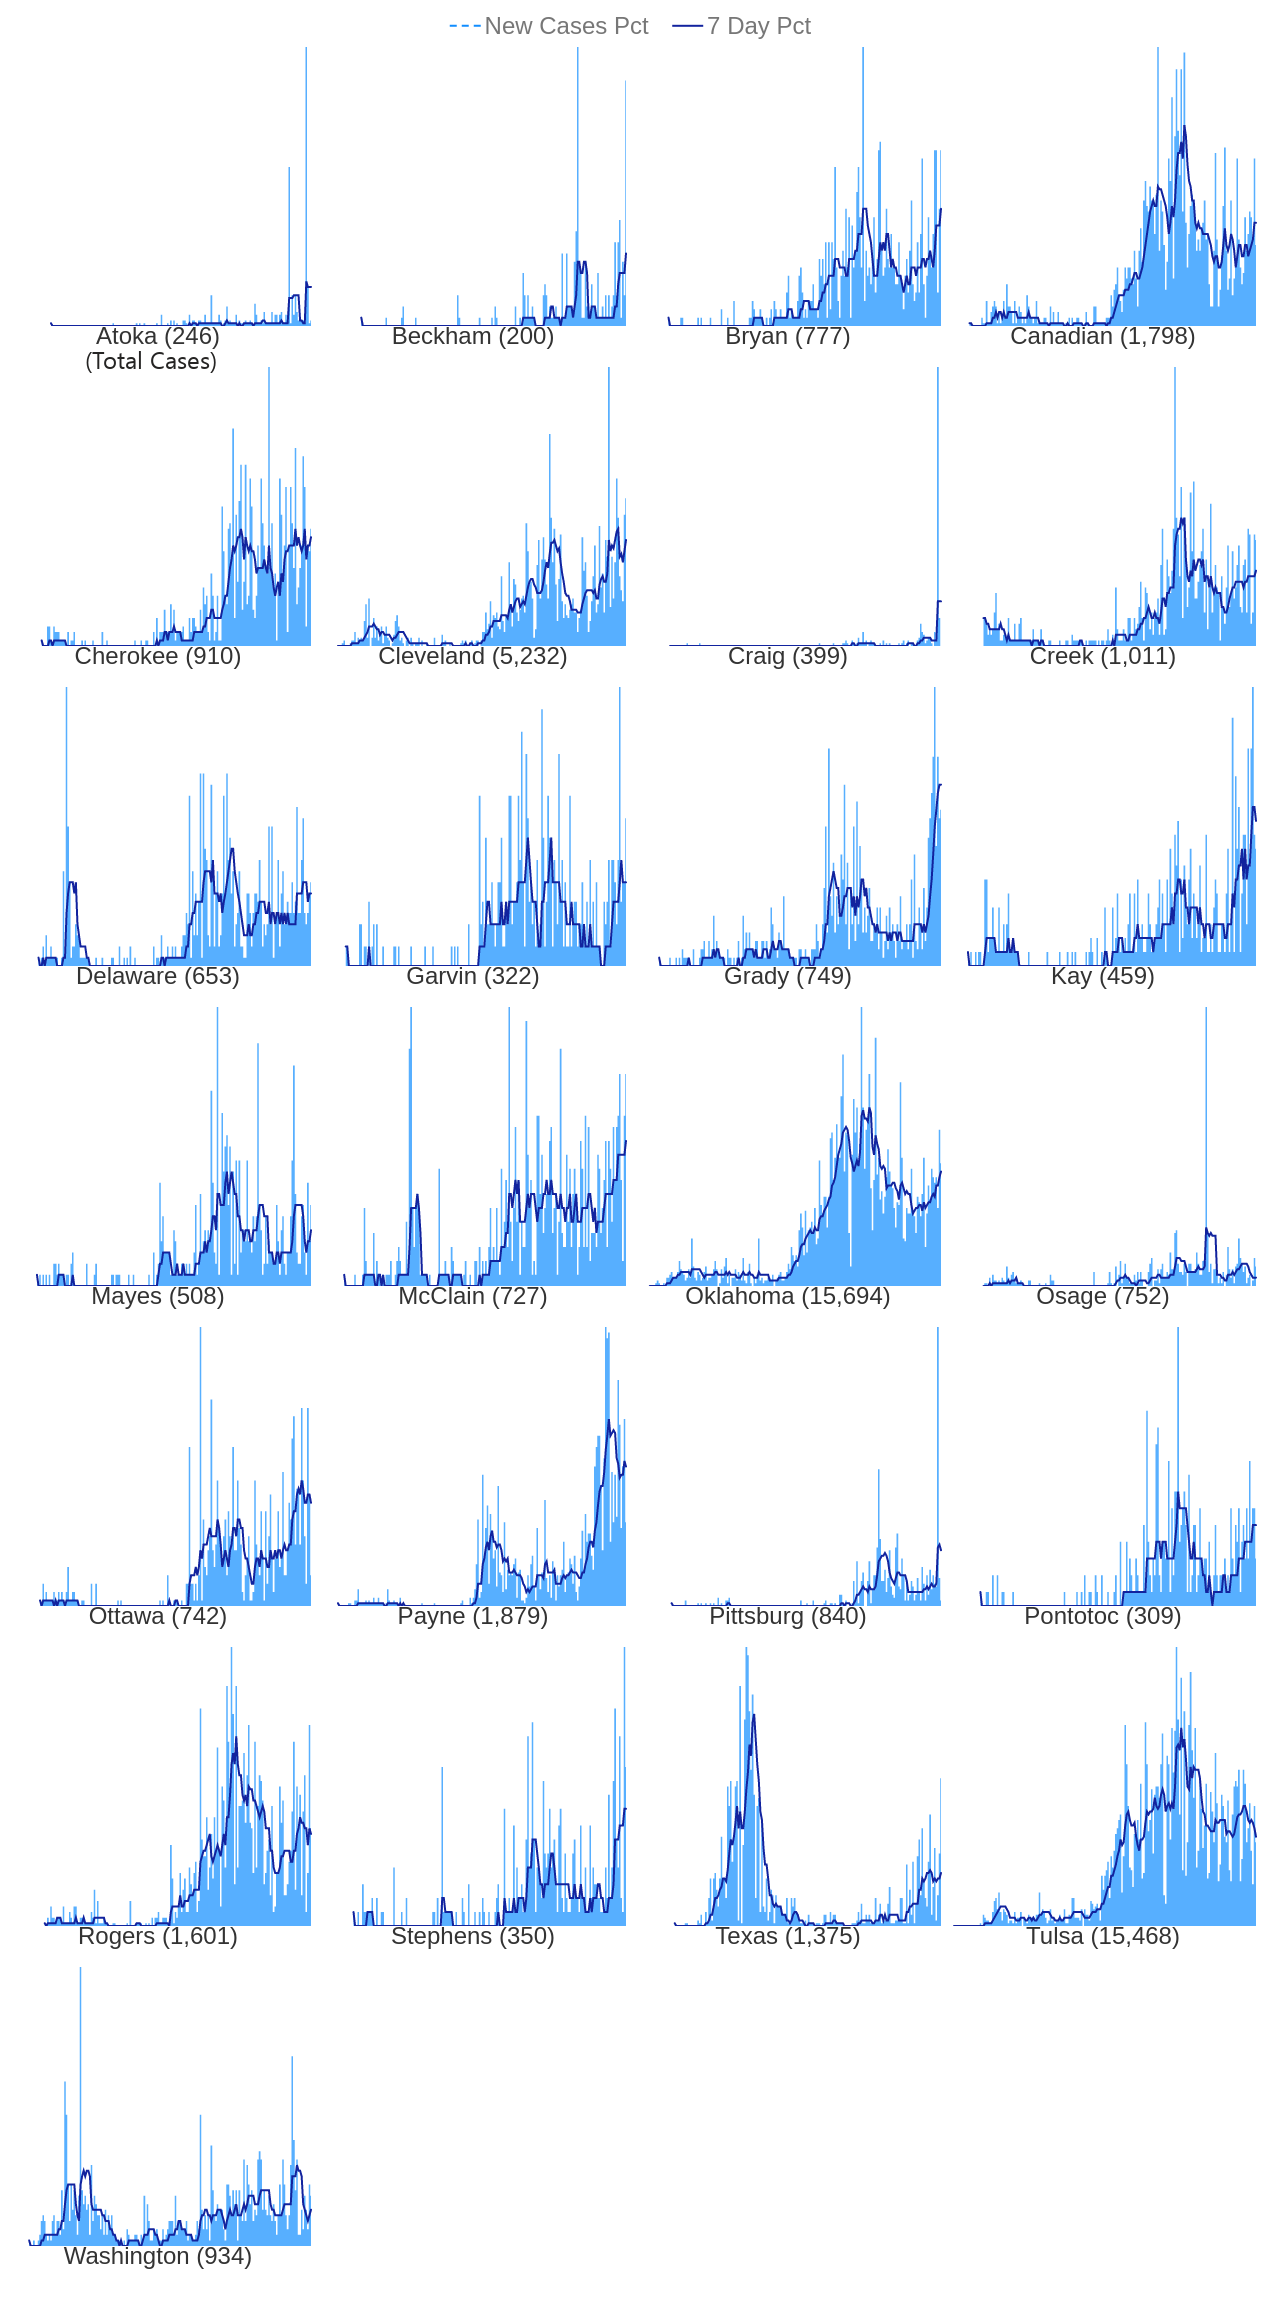 New Cases Pct 7 Day Pct
Atoka (246) Beckham (200) Bryan (777) Canadian (1,798)
(Total Cases)
Cherokee (910) Cleveland (5,232) Craig (399) Creek (1,011)
Delaware (653) Garvin (322) Grady (749) Kay (459)
Mayes (508) McClain (727) Oklahoma (15,694) Osage (752)
Ottawa (742) Payne (1,879) Pittsburg (840) Pontotoc (309)
Rogers (1,601) Stephens (350) Texas (1,375) Tulsa (15,468)
Washington (934)